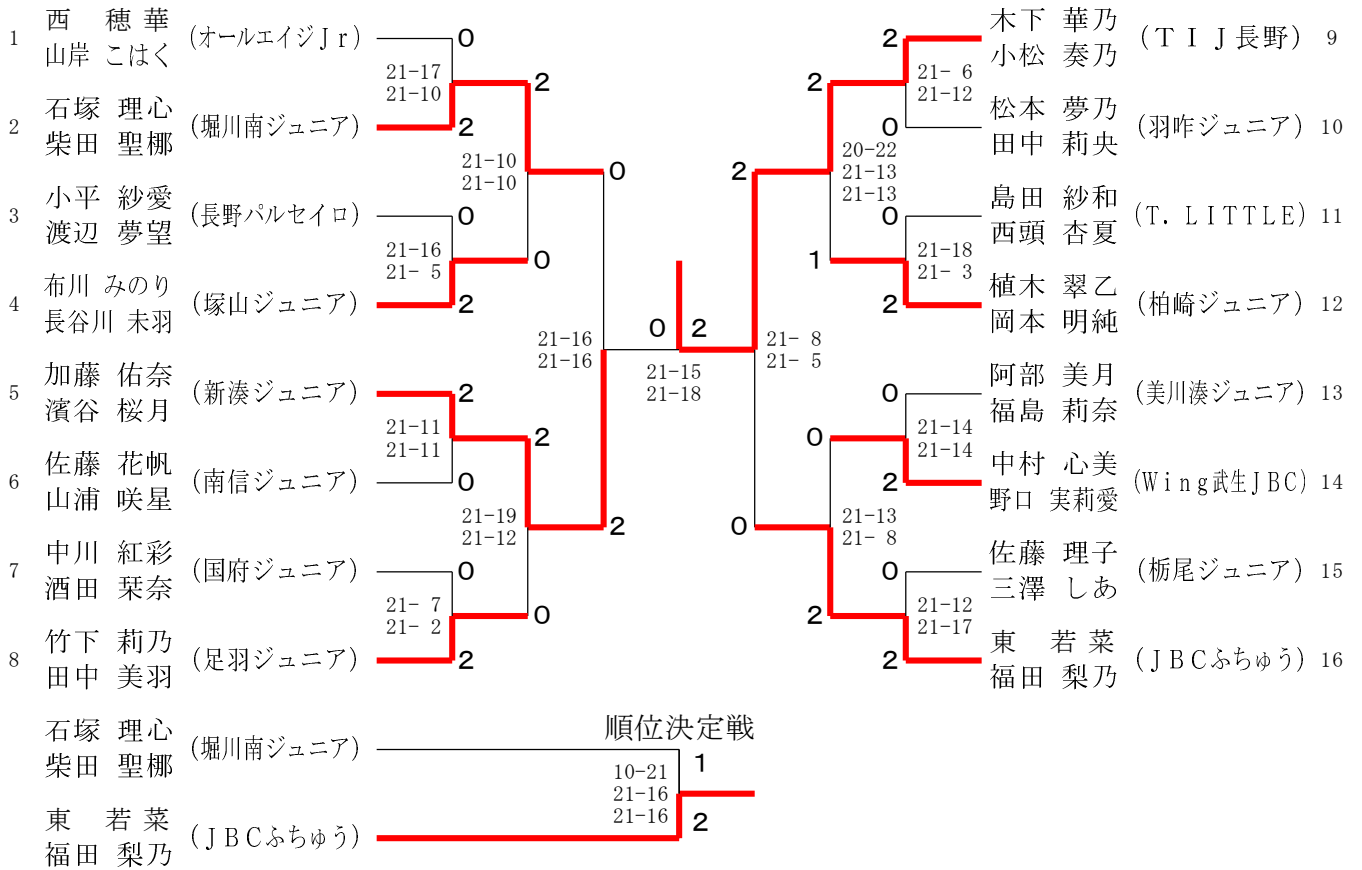 1 西 穂華 (オールエイジJr) 0
山岸 こはく
21-17
21-10
2
2 石塚 理心 (堀川南ジュニア) 2
柴田 聖梛
21-10
21-10
0
3 小平 紗愛 (長野パルセイロ) 0
渡辺 夢望
21-16
21- 5
0
4 布川 みのり (塚山ジュニア) 2
長谷川 未羽
21-16
21-16
5 加藤 佑奈 (新湊ジュニア) 2
濱谷 桜月
21-11
21-11
2
6 佐藤 花帆 (南信ジュニア) 0
山浦 咲星
21-19
21-12
2
7 中川 紅彩 (国府ジュニア) 0
酒田 栞奈
21- 7
21- 2
0
8 竹下 莉乃 (足羽ジュニア) 2
田中 美羽
0 2
21-15
21-18
2 木下 華乃 (TIJ長野) 9
小松 奏乃
2
21- 6
21-12
0 松本 夢乃 (羽咋ジュニア) 10
田中 莉央
2
20-22
21-13
21-13
0 島田 紗和 (T. LITTLE) 11
西頭 杏夏
1
21-18
21- 3
2 植木 翠乙 (柏崎ジュニア) 12
岡本 明純
21- 8
21- 5
0 阿部 美月 (美川湊ジュニア) 13
福島 莉奈
0
21-14
21-14
2 中村 心美 (Wing武生JBC) 14
野口 実莉愛
0
21-13
21- 8
0 佐藤 理子 (栃尾ジュニア) 15
三澤 しあ
2
21-12
21-17
2 東 若菜 (JBCふちゅう) 16
福田 梨乃
順位決定戦
石塚 理心 (堀川南ジュニア) 1
柴田 聖梛
10-21
21-16
21-16
東 若菜 (JBCふちゅう) 2
福田 梨乃